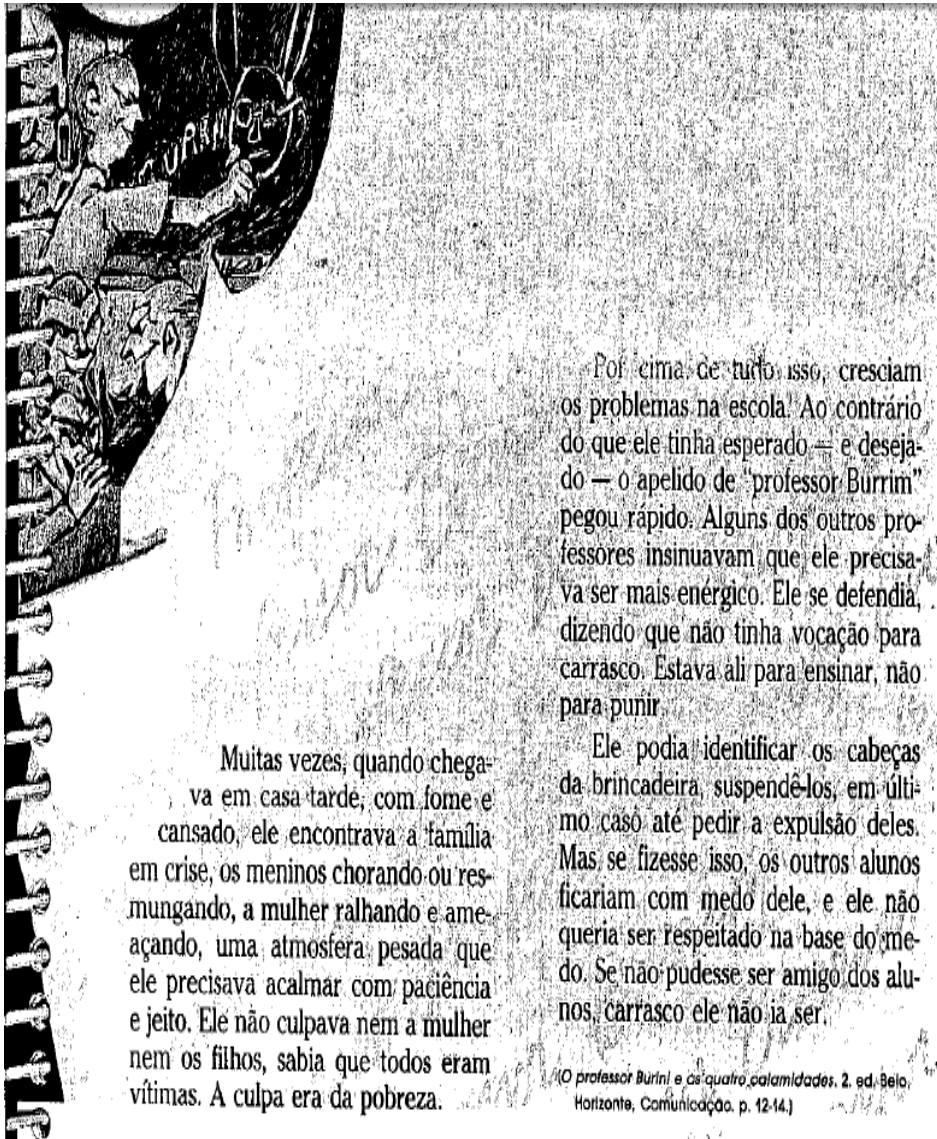 Muitas vezes, quando chega-
va em casa tarde, com fome e
cansado, ele encontrava a família
em crise, os meninos chorando ou res-
mungando, a mulher ralhando e ame-
açando, uma atmosfera pesada que
ele precisava acalmar com paciência
e jeito. Ele não culpava nem a mulher
nem os filhos, sabia que todos eram
vítimas. A culpa era da pobreza.
Por cima de tudo isso, cresciam
os problemas na escola. Ao contrário
do que ele tinha esperado — e deseja-
do — o apelido de "professor Burrim"
pegou rápido. Alguns dos outros pro-
fessores insinuavam que ele precisa-
va ser mais enérgico. Ele se defendia,
dizendo que não tinha vocação para
carrasco. Estava ali para ensinar, não
para punir.
Ele podia identificar os cabeças
da brincadeira, suspendê-los, em últi-
mo caso até pedir a expulsão deles.
Mas se fizesse isso, os outros alunos
ficariam com medo dele, e ele não
queria ser respeitado na base do me-
do. Se não pudesse ser amigo dos alu-
nos, carrasco ele não ia ser.
(O professor Burini e as quatro calamidades. 2. ed. Belo
Horizonte, Comunicação. p. 12-14.)